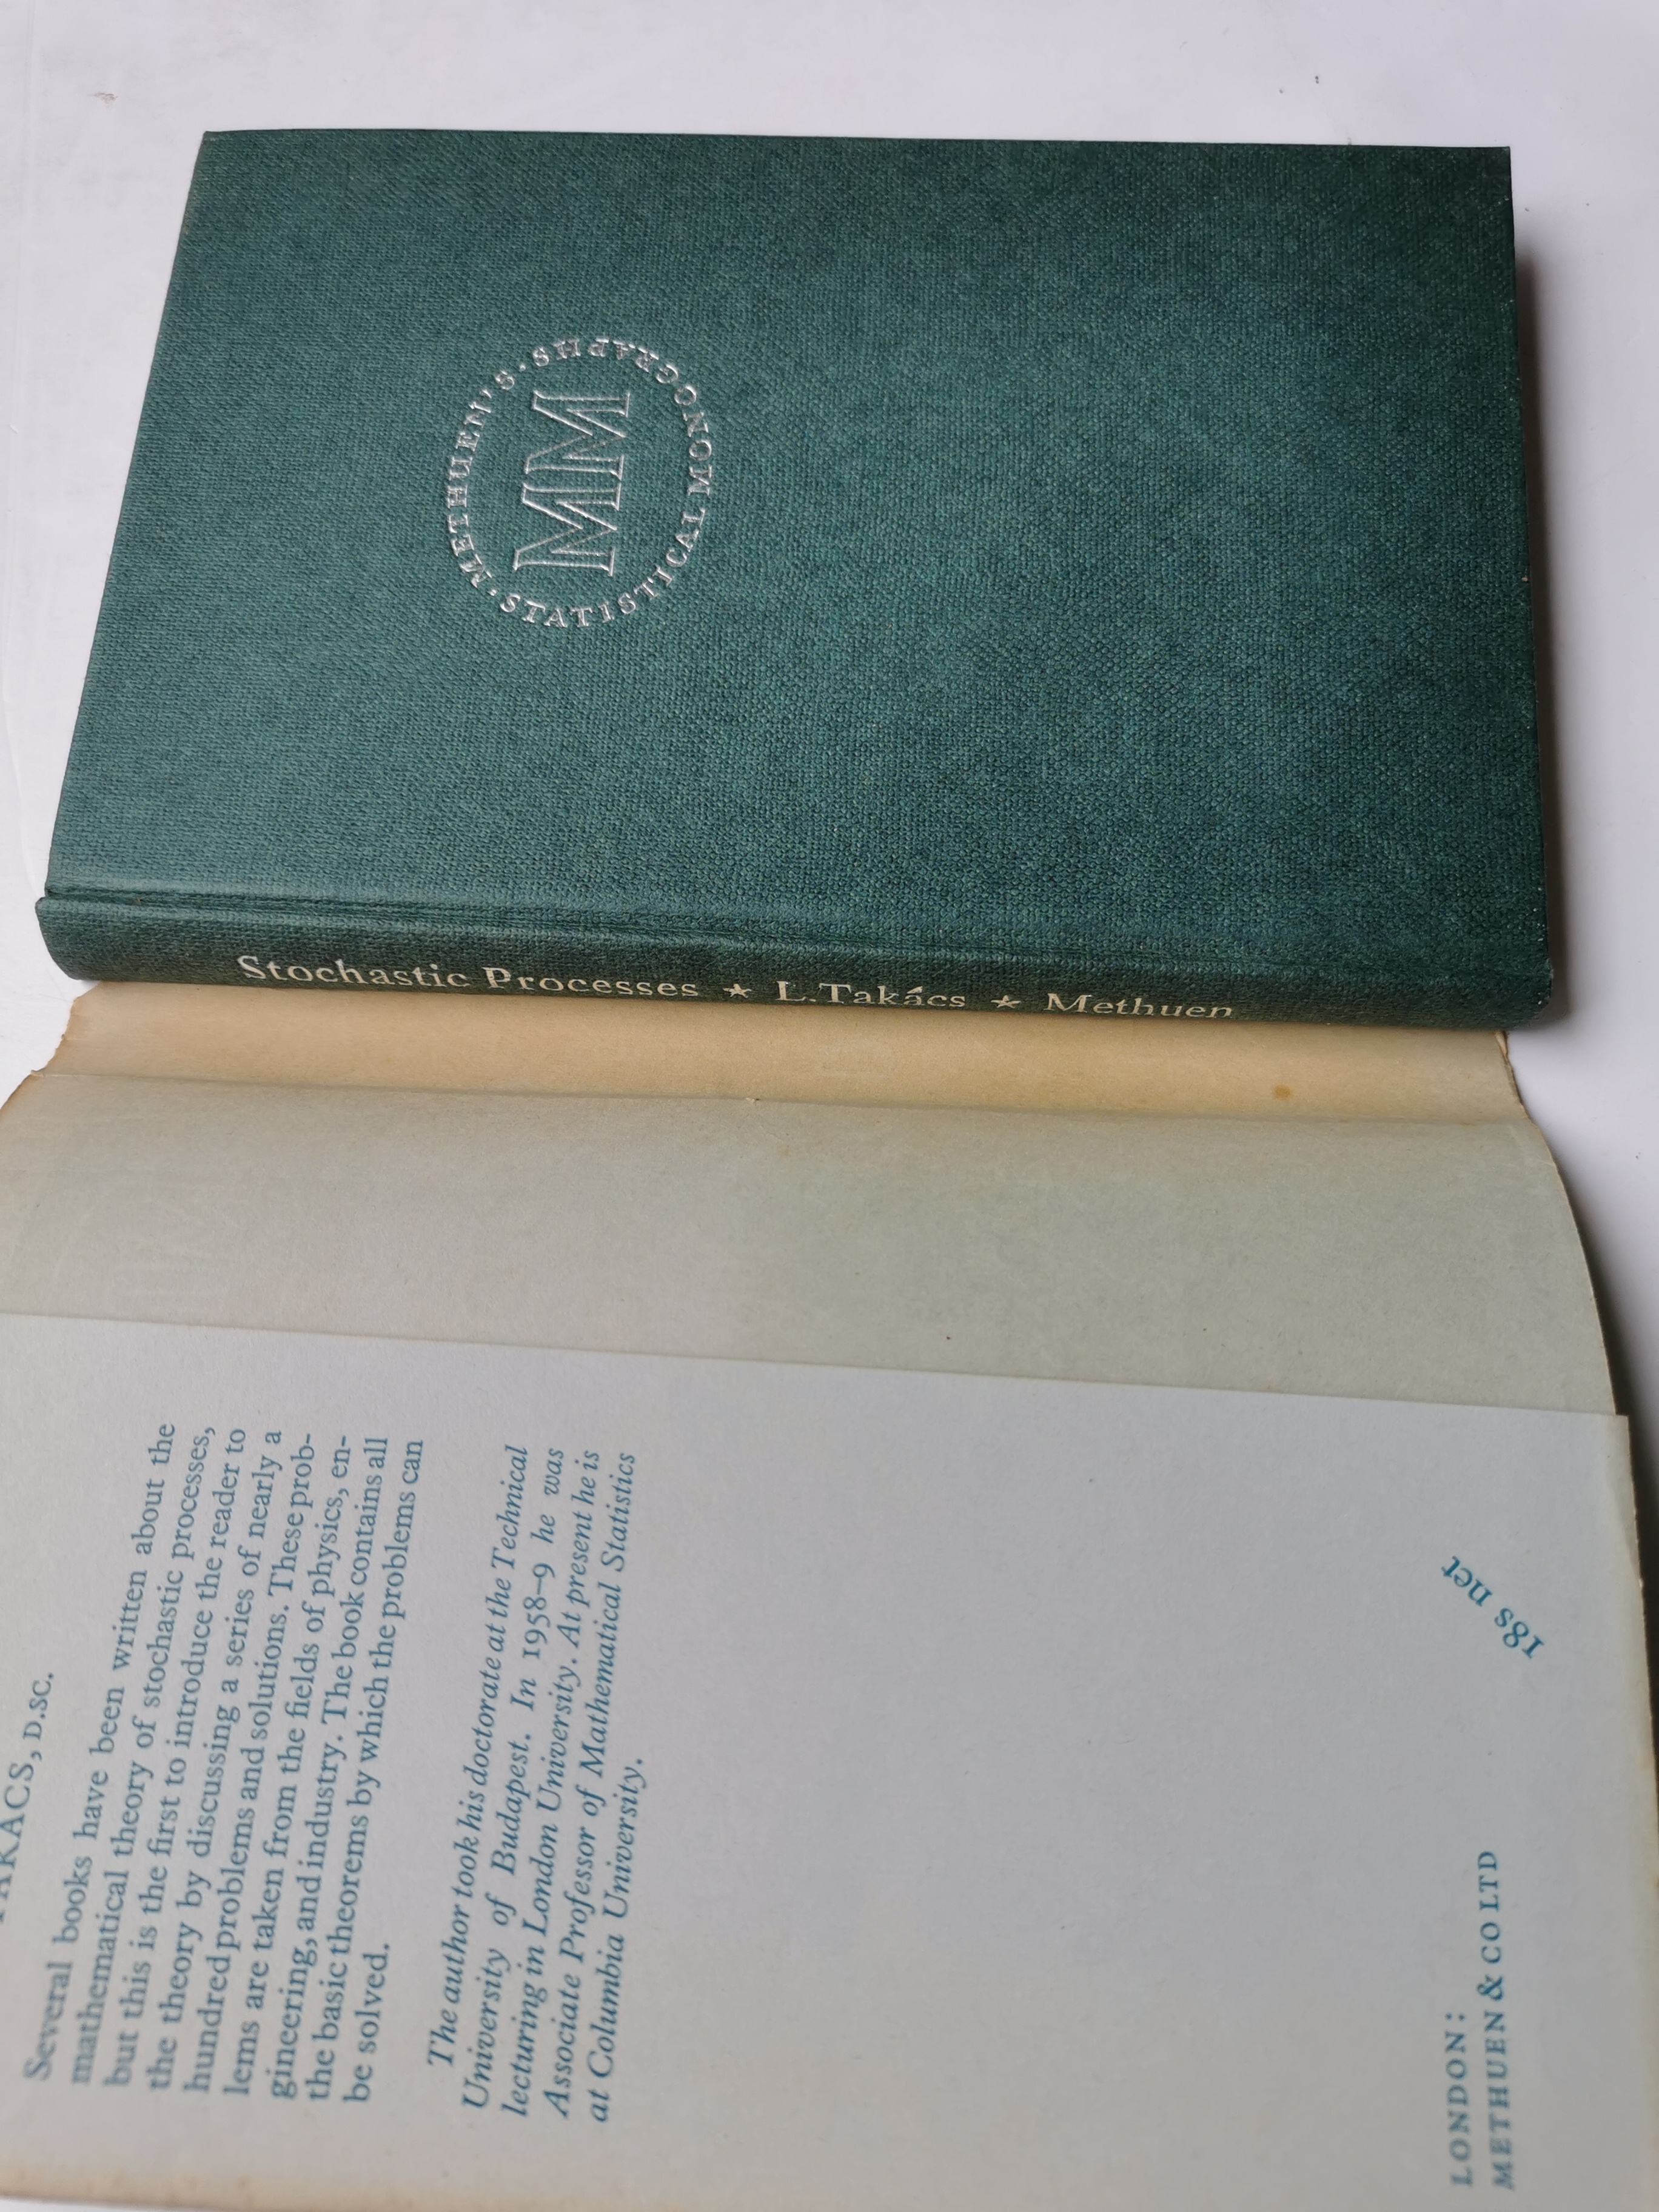 METHUEN'S · STATISTICAL MONOGRAPHS ·
MM
Stochastic Processes ★ L. Takács ★ Methuen
TAKACS, D.SC.
Several books have been written about the
mathematical theory of stochastic processes,
but this is the first to introduce the reader to
the theory by discussing a series of nearly a
hundred problems and solutions. These prob-
lems are taken from the fields of physics, en-
gineering, and industry. The book contains all
the basic theorems by which the problems can
be solved.
The author took his doctorate at the Technical
University of Budapest. In 1958–9 he was
lecturing in London University. At present he is
Associate Professor of Mathematical Statistics
at Columbia University.
18s net
LONDON:
METHUEN & CO LTD